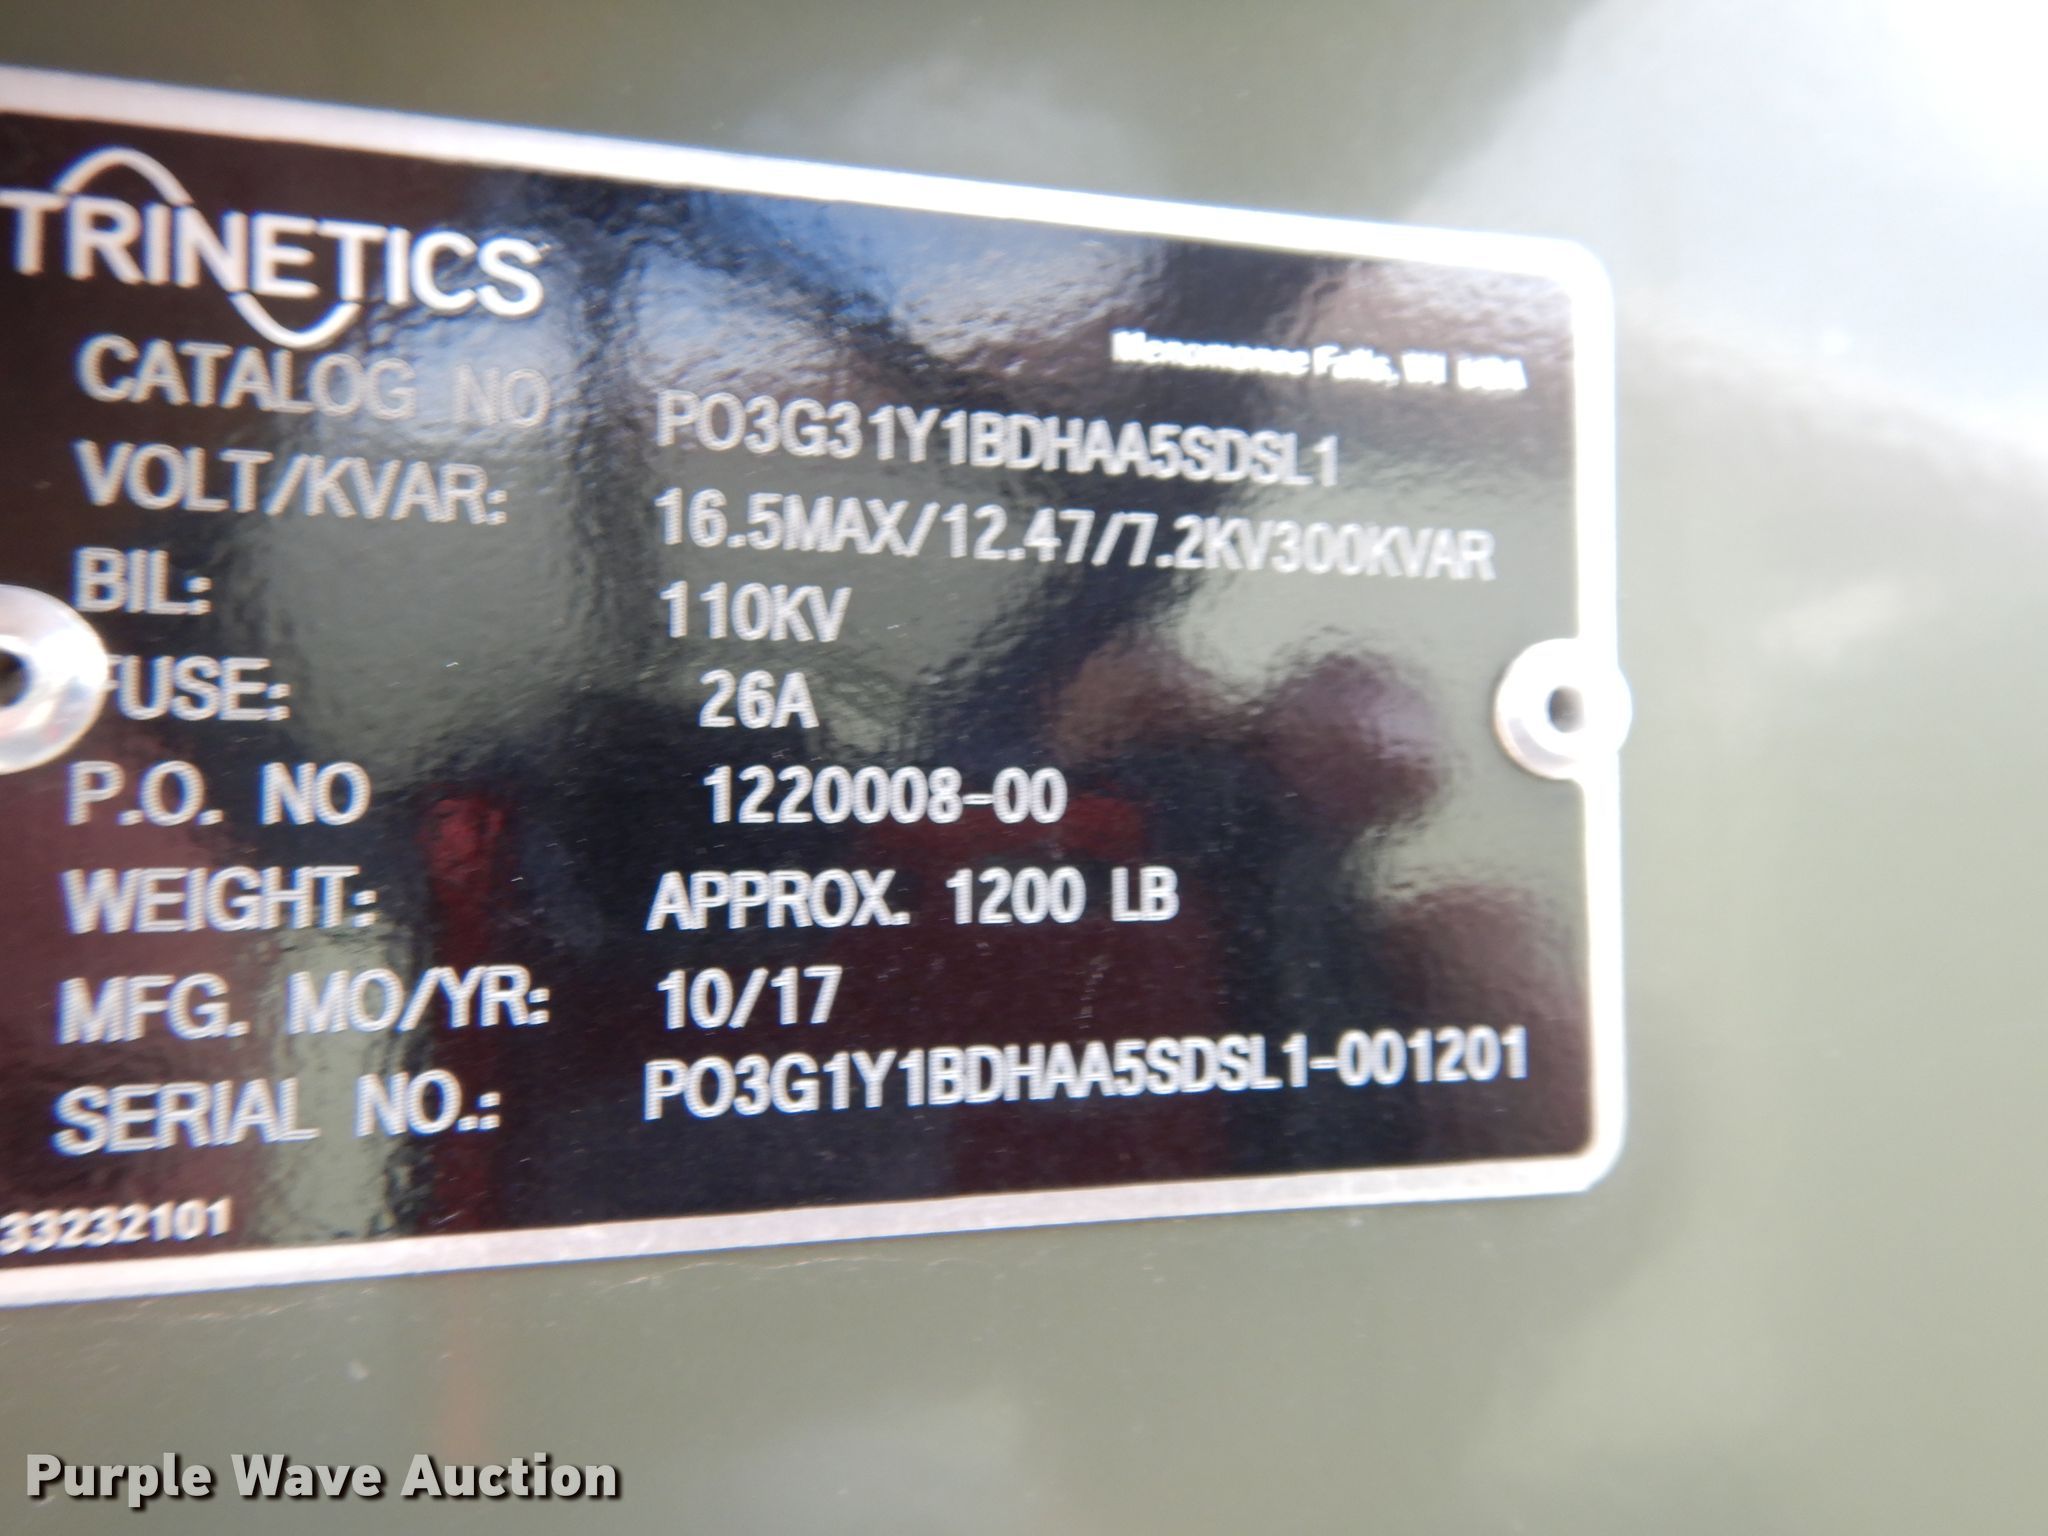 TRINETICS
Menomonee Falls, WI USA
CATALOG NO PO3G31Y1BDHAA5SDSL1
VOLT/KVAR: 16.5MAX/12.47/7.2KV300KVAR
BIL: 110KV
FUSE: 26A
P.O. NO 1220008-00
WEIGHT: APPROX. 1200 LB
MFG. MO/YR: 10/17
SERIAL NO.: PO3G1Y1BDHAA5SDSL1-001201
33232101
Purple Wave Auction